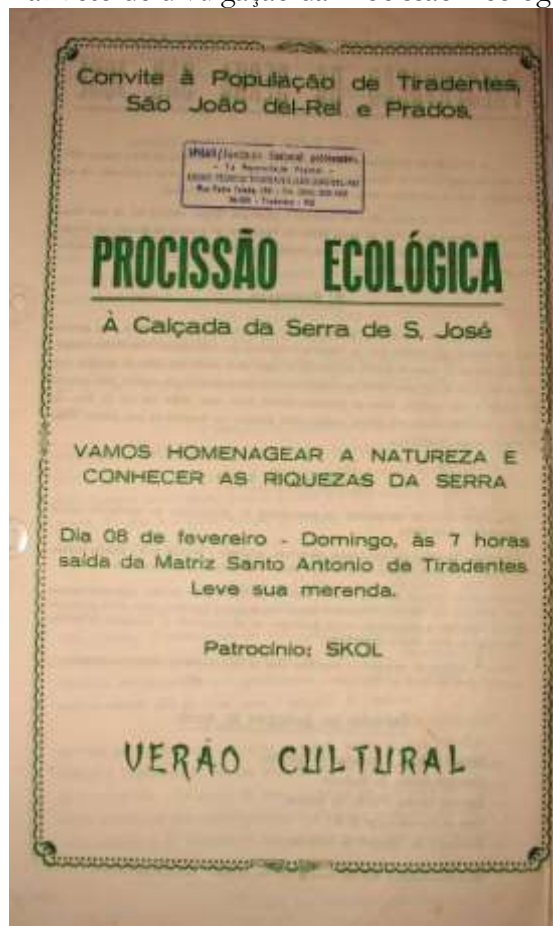 Convite à População de Tiradentes,
São João del-Rei e Prados,
PROCISSÃO ECOLÓGICA
À Calçada da Serra de S. José
VAMOS HOMENAGEAR A NATUREZA E
CONHECER AS RIQUEZAS DA SERRA
Dia 08 de fevereiro - Domingo, às 7 horas
saída da Matriz Santo Antonio de Tiradentes
Leve sua merenda.
Patrocínio: SKOL
VERÃO CULTURAL